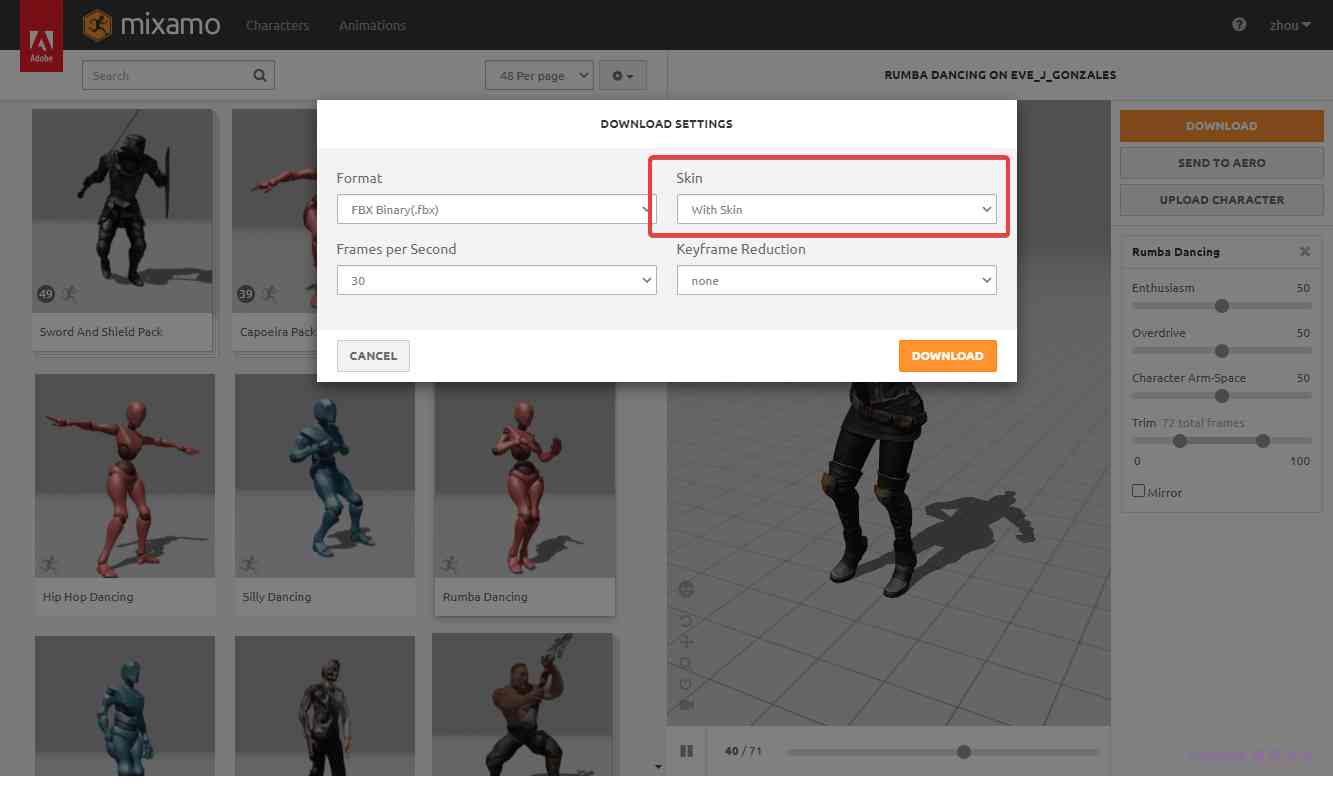 mixamo Characters Animations zhou
Adobe
Search 48 Per page RUMBA DANCING ON EVE_J_GONZALES
DOWNLOAD SETTINGS
Format Skin
FBX Binary(.fbx) With Skin
Frames per Second Keyframe Reduction
30 none
CANCEL DOWNLOAD
49 39
Sword And Shield Pack Capoeira Pack
Hip Hop Dancing Silly Dancing Rumba Dancing
40 / 71
DOWNLOAD
SEND TO AERO
UPLOAD CHARACTER
Rumba Dancing
Enthusiasm 50
Overdrive 50
Character Arm-Space 50
Trim 72 total frames
0 100
Mirror